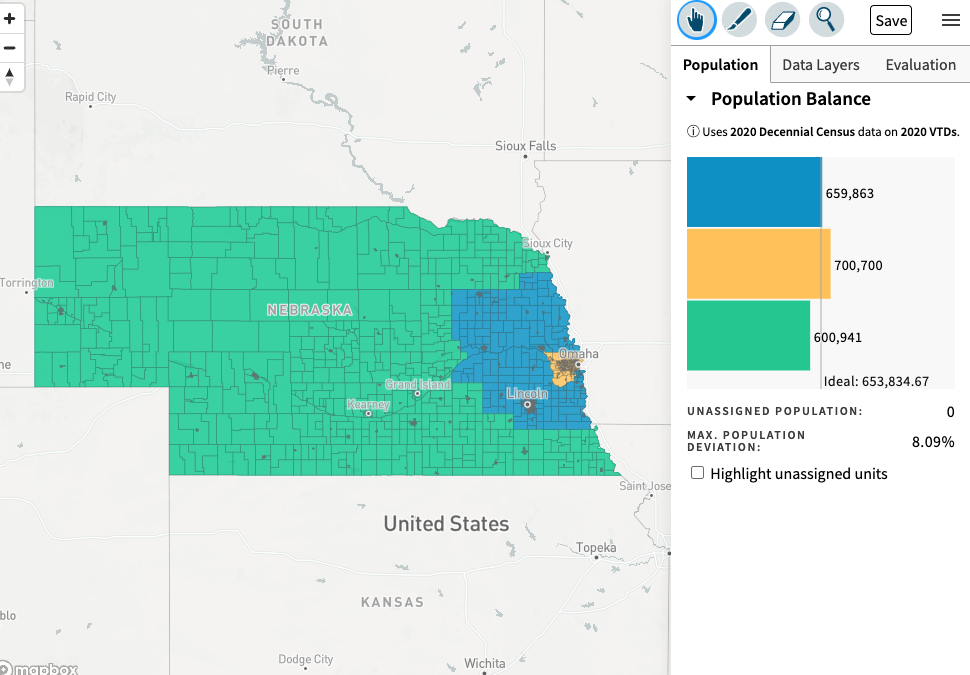 +
SOUTH
DAKOTA
Pierre
Rapid City
Sioux Falls
Sioux City
Torrington
NEBRASKA
Omaha
Grand Island
Lincoln
Kearney
Saint Jose
United States
Topeka
KANSAS
Dodge City
Wichita
mapbox
Save
Population
Data Layers
Evaluation
Population Balance
Uses 2020 Decennial Census data on 2020 VTDs.
659,863
700,700
600,941
Ideal: 653,834.67
UNASSIGNED POPULATION: 0
MAX. POPULATION
DEVIATION: 8.09%
Highlight unassigned units